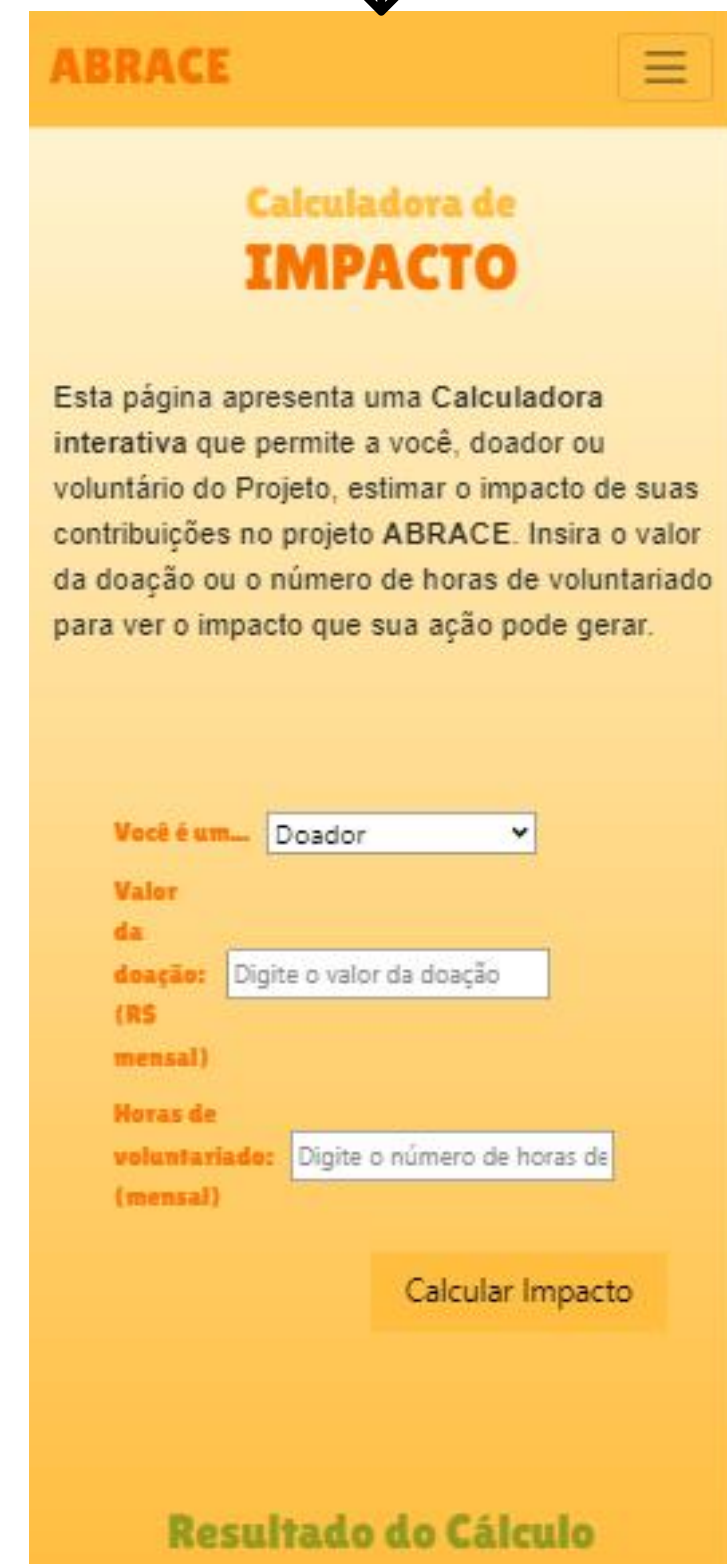 ABRACE
Calculadora de
IMPACTO
Esta página apresenta uma Calculadora
interativa que permite a você, doador ou
voluntário do Projeto, estimar o impacto de suas
contribuições no projeto ABRACE. Insira o valor
da doação ou o número de horas de voluntariado
para ver o impacto que sua ação pode gerar.
Você é um... Doador
Valor
da
doação: Digite o valor da doação
(R$
mensal)
Horas de
voluntariado: Digite o número de horas de
(mensal)
Calcular Impacto
Resultado do Cálculo